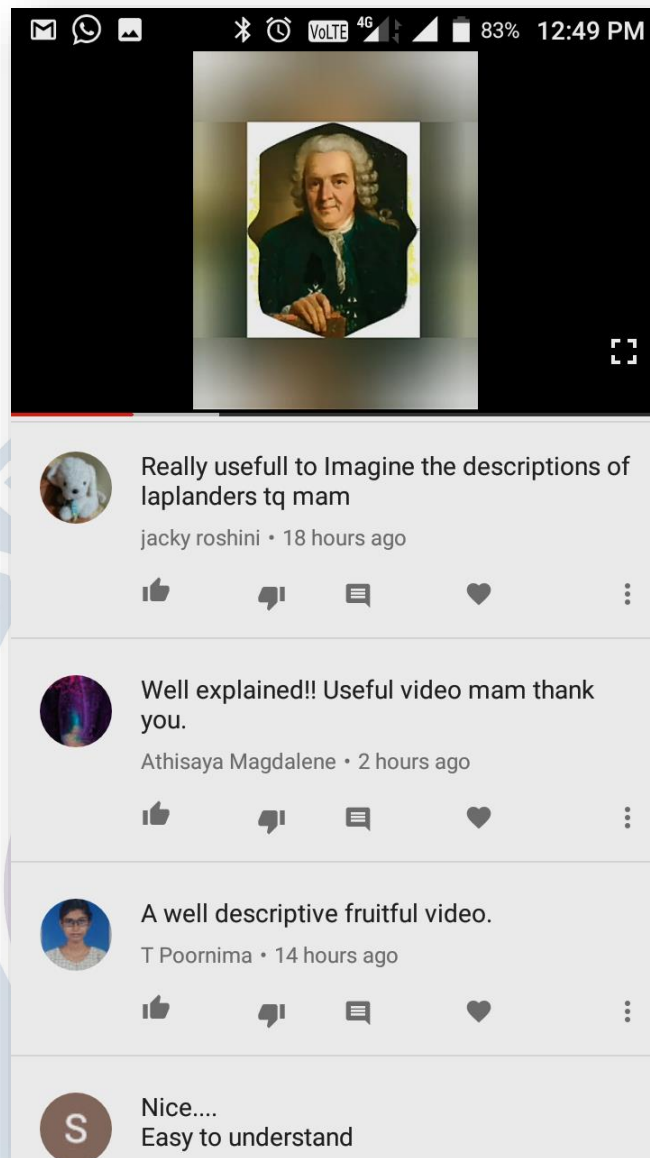 VoLTE 4G 83% 12:49 PM
Really usefull to Imagine the descriptions of
laplanders tq mam
jacky roshini • 18 hours ago
Well explained!! Useful video mam thank
you.
Athisaya Magdalene • 2 hours ago
A well descriptive fruitful video.
T Poornima • 14 hours ago
S
Nice....
Easy to understand